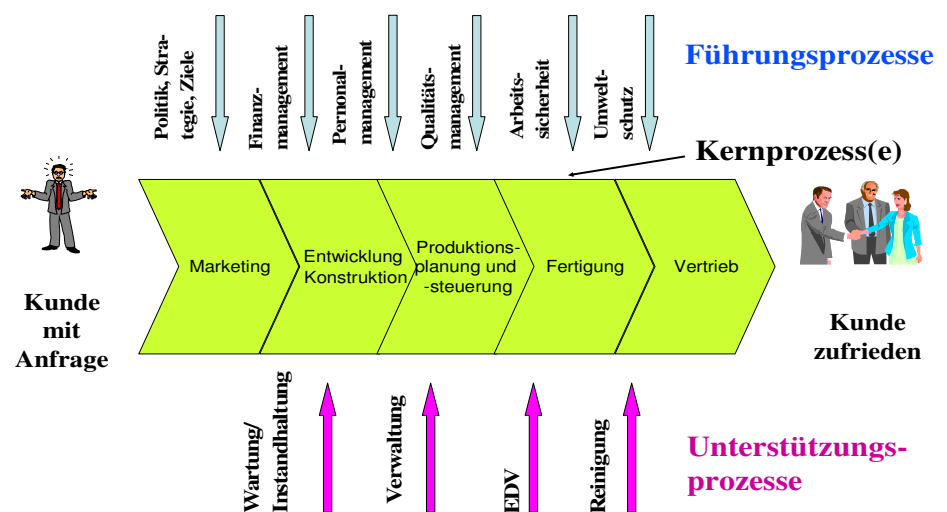 Politik, Stra-
tegie, Ziele
Finanz-
management
Pernonal-
management
Qualitäts-
management
Arbeits-
sicherheit
Umwelt-
schutz
Führungsprozesse
Kernprozess(e)
Kunde
mit
Anfrage
Marketing
Entwicklung
Konstruktion
Produktions-
planung und
-steuerung
Fertigung
Vertrieb
Kunde
zufrieden
Wartung/
Instandhaltung
Verwaltung
EDV
Reinigung
Unterstützungs-
prozesse